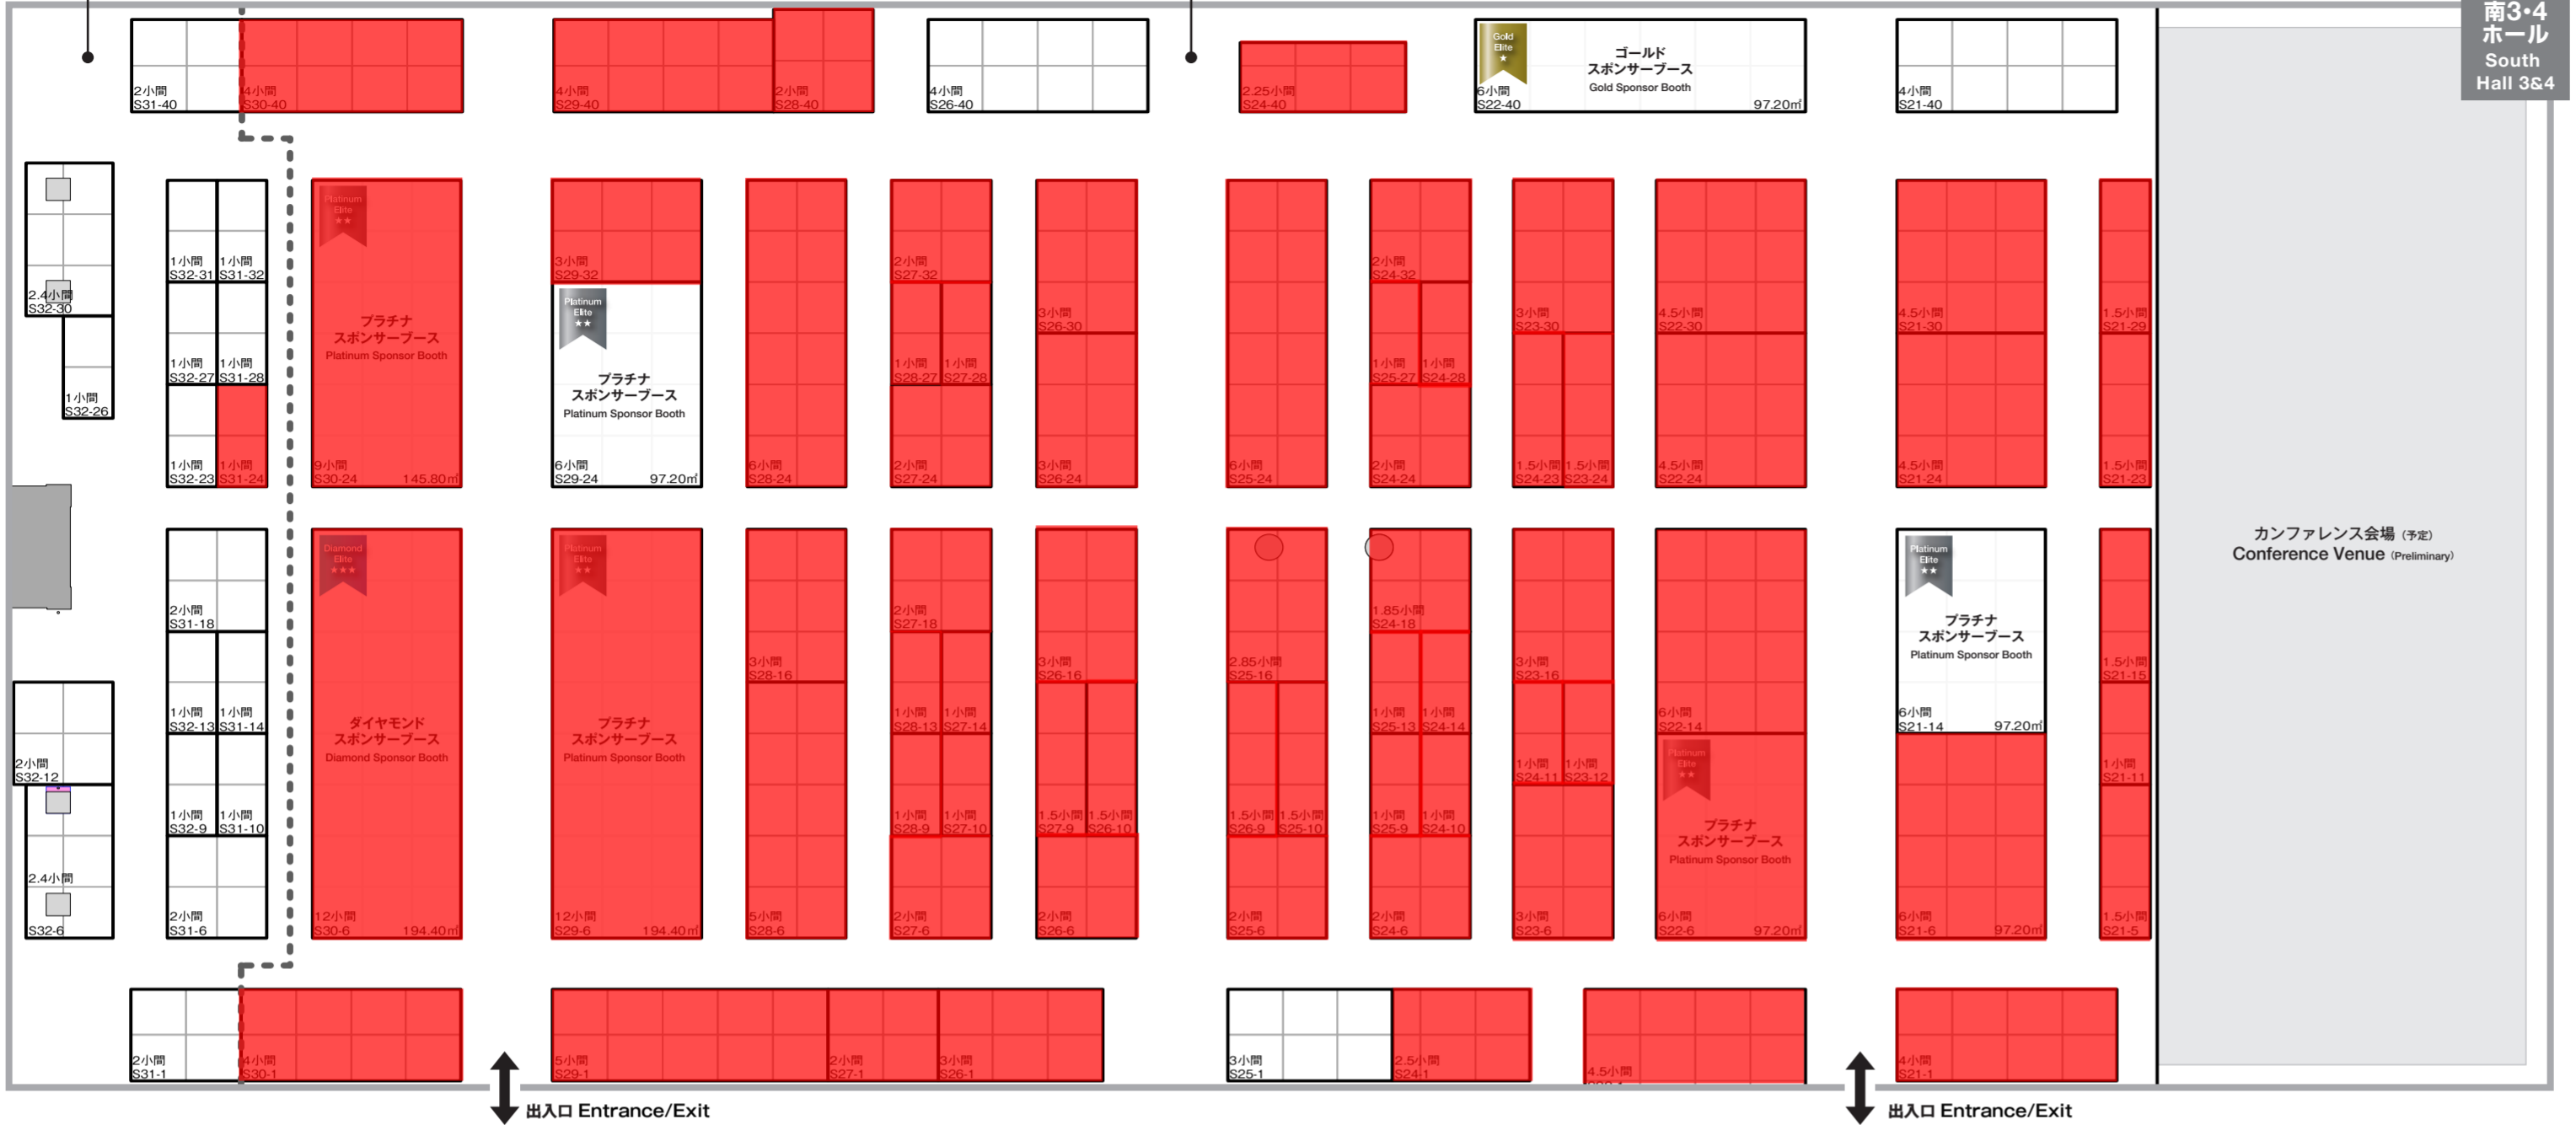 南3・4
ホール
South
Hall 3&4
2小間
S31-40
4小間
S30-40
4小間
S29-40
2小間
S28-40
4小間
S26-40
2.25小間
S24-40
Gold
Elite
ゴールド
スポンサーブース
Gold Sponsor Booth
6小間
S22-40
97.20㎡
4小間
S21-40
2.4小間
S32-30
1小間
S32-26
1小間
S32-31
1小間
S31-32
1小間
S32-27
1小間
S31-28
1小間
S32-23
1小間
S31-24
Platinum
Elite
★★
プラチナ
スポンサーブース
Platinum Sponsor Booth
9小間
S30-24
145.80㎡
3小間
S29-32
Platinum
Elite
★★
プラチナ
スポンサーブース
Platinum Sponsor Booth
6小間
S29-24
97.20㎡
6小間
S28-24
2小間
S27-32
1小間
S28-27
1小間
S27-28
2小間
S27-24
3小間
S26-30
3小間
S26-24
6小間
S25-24
2小間
S24-32
1小間
S25-27
1小間
S24-28
2小間
S24-24
3小間
S23-30
1.5小間
S24-23
1.5小間
S23-24
4.5小間
S22-30
4.5小間
S22-24
4.5小間
S21-30
4.5小間
S21-24
1.5小間
S21-29
1.5小間
S21-23
カンファレンス会場（予定）
Conference Venue（Preliminary）
2小間
S32-12
2.4小間
S32-6
2小間
S31-18
1小間
S32-13
1小間
S31-14
1小間
S32-9
1小間
S31-10
2小間
S31-6
Diamond
Elite
★★★
ダイヤモンド
スポンサーブース
Diamond Sponsor Booth
12小間
S30-6
194.40㎡
Platinum
Elite
★★
プラチナ
スポンサーブース
Platinum Sponsor Booth
12小間
S29-6
194.40㎡
3小間
S28-16
5小間
S28-6
2小間
S27-18
1小間
S28-13
1小間
S27-14
1小間
S28-9
1小間
S27-10
2小間
S27-6
3小間
S26-16
1.5小間
S27-9
1.5小間
S26-10
2小間
S26-6
2.85小間
S25-16
1.5小間
S26-9
1.5小間
S25-10
2小間
S25-6
1.85小間
S24-18
1小間
S25-13
1小間
S24-14
1小間
S25-9
1小間
S24-10
2小間
S24-6
3小間
S23-16
1小間
S24-11
1小間
S23-12
3小間
S23-6
6小間
S22-14
Platinum
Elite
★★
プラチナ
スポンサーブース
Platinum Sponsor Booth
6小間
S22-6
97.20㎡
Platinum
Elite
★★
プラチナ
スポンサーブース
Platinum Sponsor Booth
6小間
S21-14
97.20㎡
6小間
S21-6
97.20㎡
1.5小間
S21-15
1小間
S21-11
1.5小間
S21-5
2小間
S31-1
4小間
S30-1
5小間
S29-1
2小間
S27-1
3小間
S26-1
3小間
S25-1
2.5小間
S24-1
4.5小間
4小間
S21-1
出入口 Entrance/Exit
出入口 Entrance/Exit